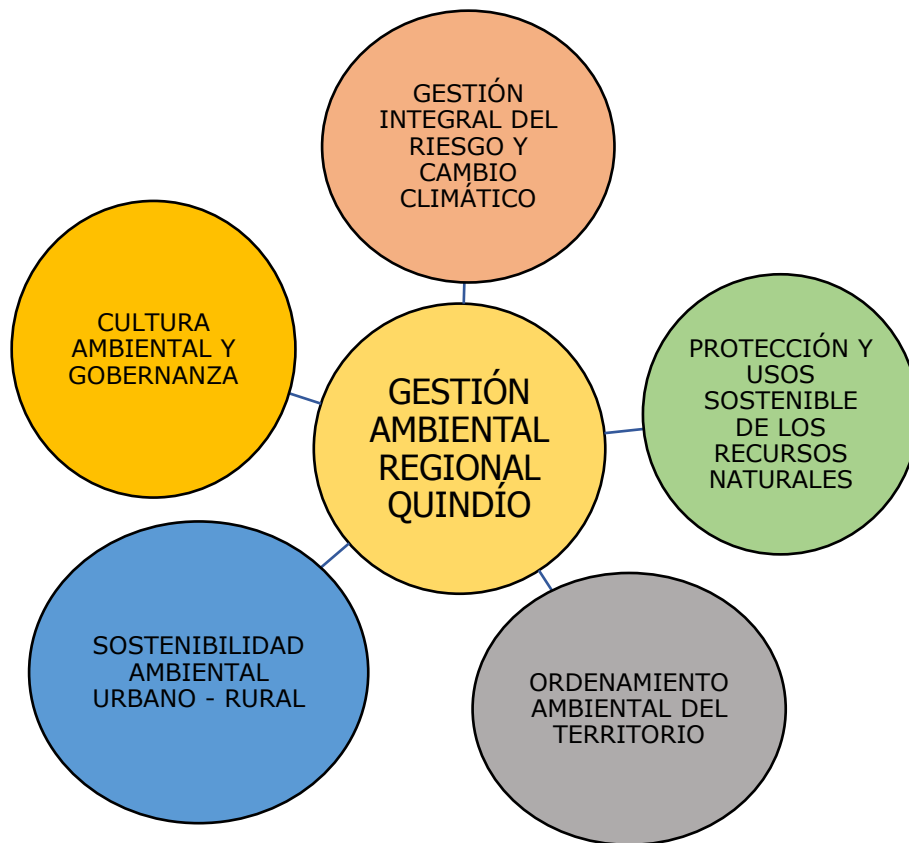 GESTIÓN
INTEGRAL DEL
RIESGO Y
CAMBIO
CLIMÁTICO
CULTURA
AMBIENTAL Y
GOBERNANZA
PROTECCIÓN Y
USOS
SOSTENIBLE
DE LOS
RECURSOS
NATURALES
GESTIÓN
AMBIENTAL
REGIONAL
QUINDÍO
SOSTENIBILIDAD
AMBIENTAL
URBANO - RURAL
ORDENAMIENTO
AMBIENTAL DEL
TERRITORIO